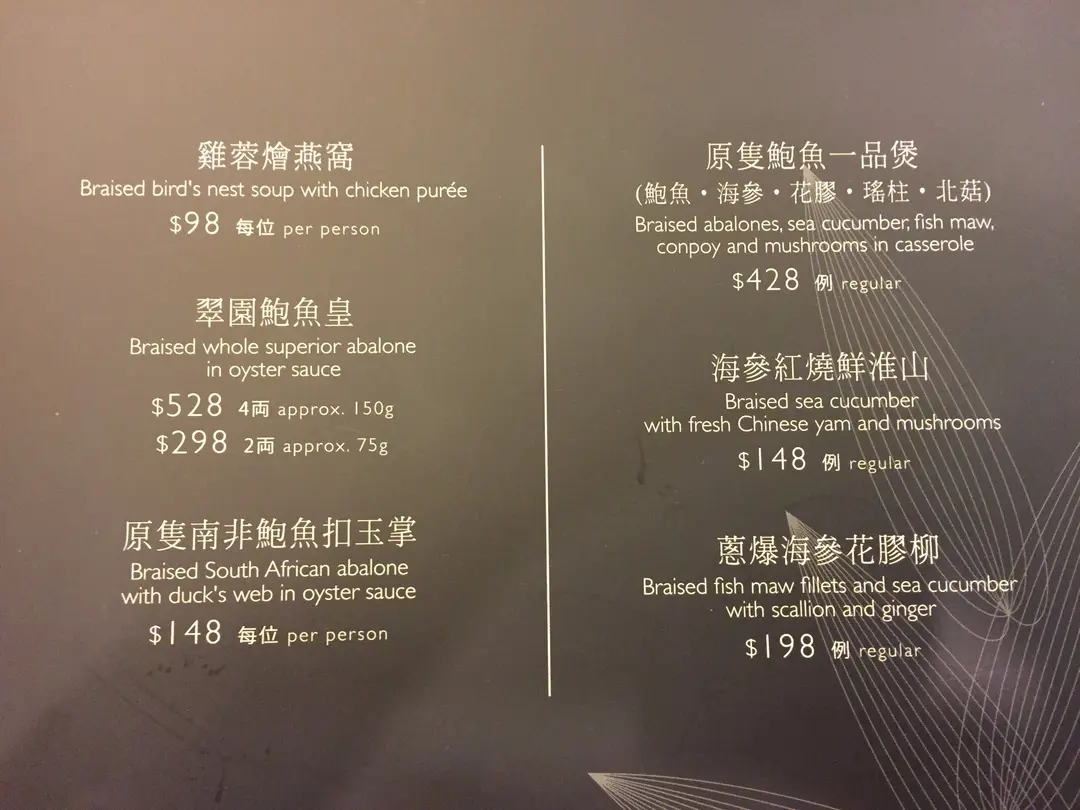 雞蓉燴燕窩
Braised bird's nest soup with chicken purée
$98 每位 per person
翠園鮑魚皇
Braised whole superior abalone
in oyster sauce
$528 4両 approx. 150g
$298 2両 approx. 75g
原隻南非鮑魚扣玉掌
Braised South African abalone
with duck's web in oyster sauce
$148 每位 per person
原隻鮑魚一品煲
(鮑魚・海參・花膠・瑤柱・北菇)
Braised abalones, sea cucumber, fish maw,
conpoy and mushrooms in casserole
$428 例 regular
海參紅燒鮮淮山
Braised sea cucumber
with fresh Chinese yam and mushrooms
$148 例 regular
蔥爆海參花膠柳
Braised fish maw fillets and sea cucumber
with scallion and ginger
$198 例 regular